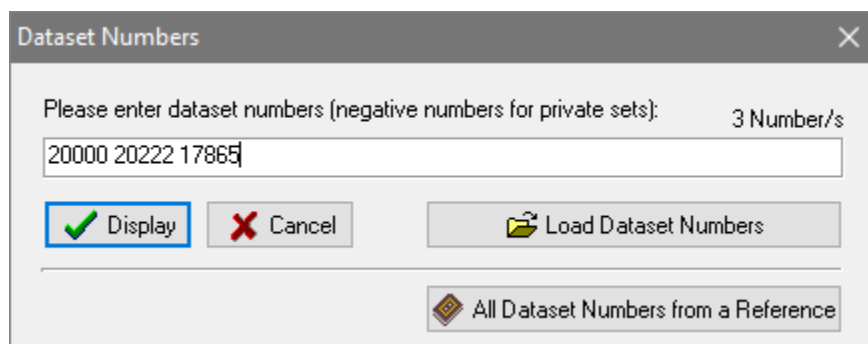 Dataset Numbers
Please enter dataset numbers (negative numbers for private sets):
3 Number/s
20000 20222 17865
Display
Cancel
Load Dataset Numbers
All Dataset Numbers from a Reference